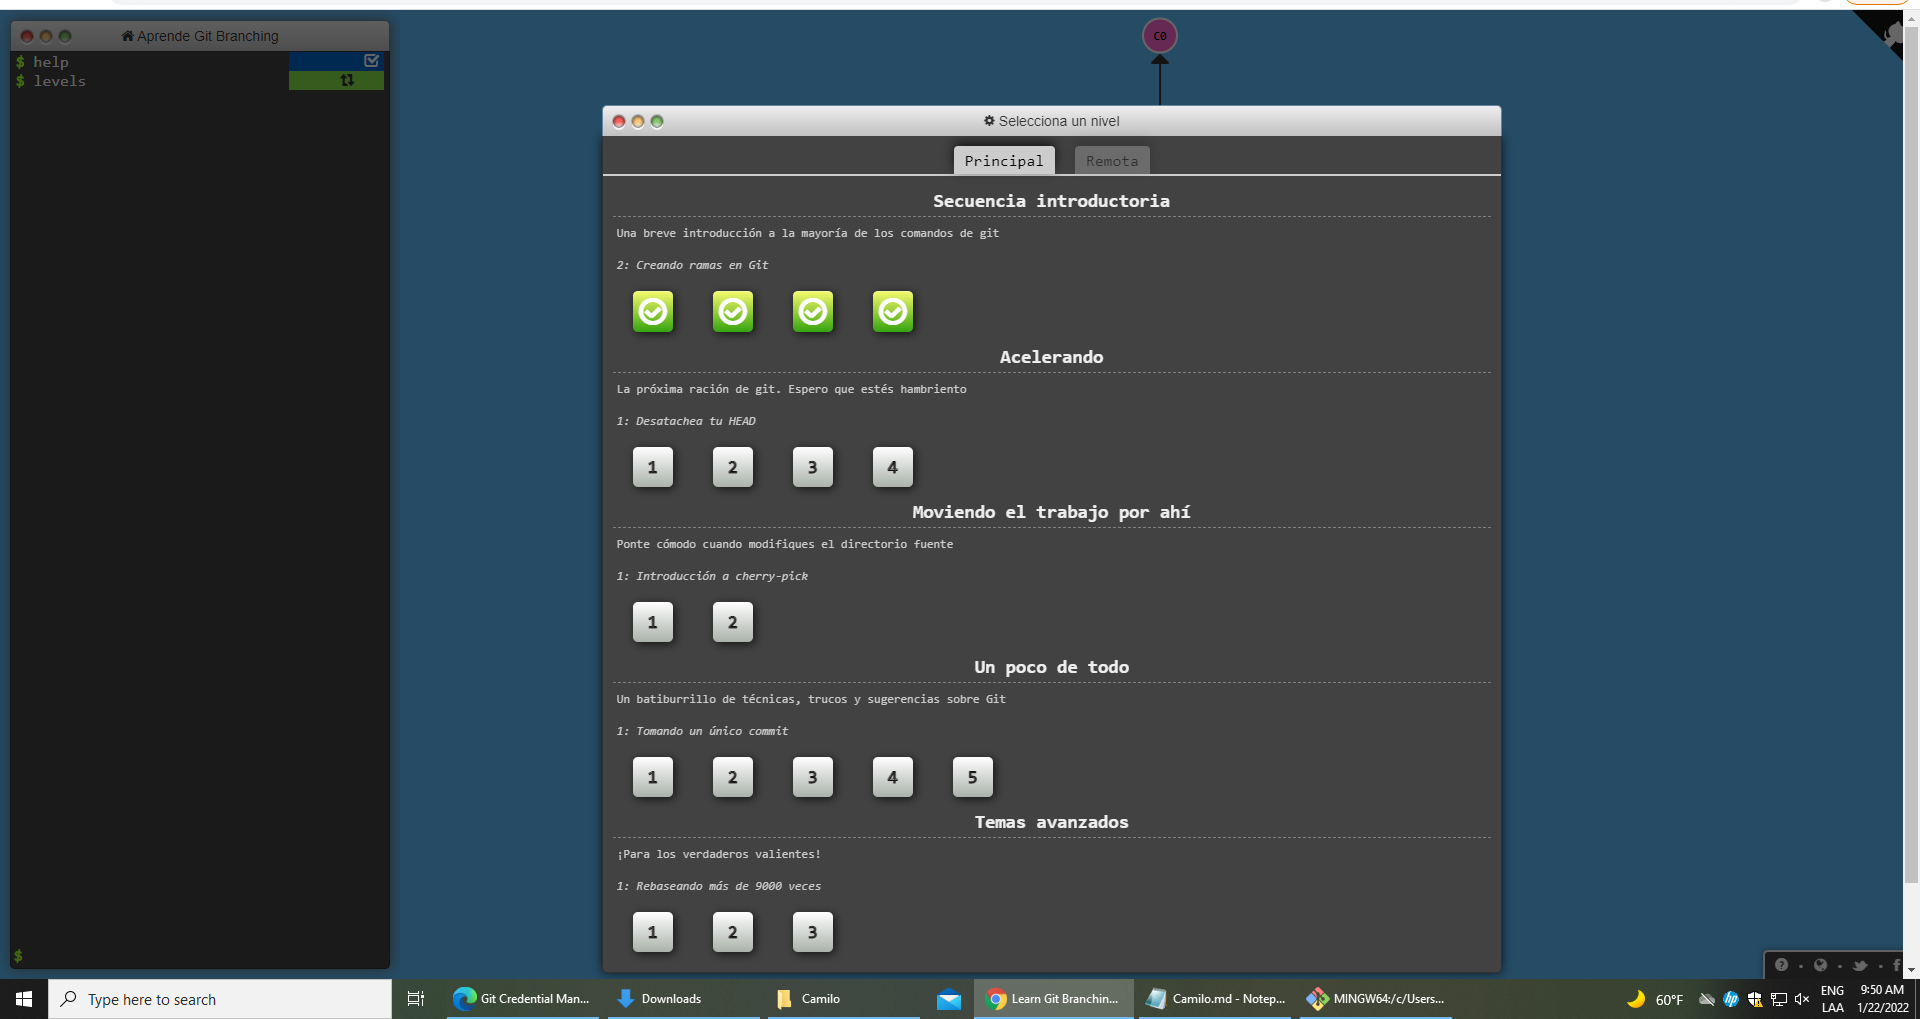 Aprende Git Branching
$ help
$ levels
$
C0
Selecciona un nivel
Principal Remota
Secuencia introductoria
Una breve introducción a la mayoría de los comandos de git
2: Creando ramas en Git
Acelerando
La próxima ración de git. Espero que estés hambriento
1: Desatachea tu HEAD
1 2 3 4
Moviendo el trabajo por ahí
Ponte cómodo cuando modifiques el directorio fuente
1: Introducción a cherry-pick
1 2
Un poco de todo
Un batiburrillo de técnicas, trucos y sugerencias sobre Git
1: Tomando un único commit
1 2 3 4 5
Temas avanzados
¡Para los verdaderos valientes!
1: Rebaseando más de 9000 veces
1 2 3
Type here to search
Git Credential Man...
Downloads
Camilo
Learn Git Branchin...
Camilo.md - Notep...
MINGW64:/c/Users...
60°F
hp
ENG
LAA
9:50 AM
1/22/2022